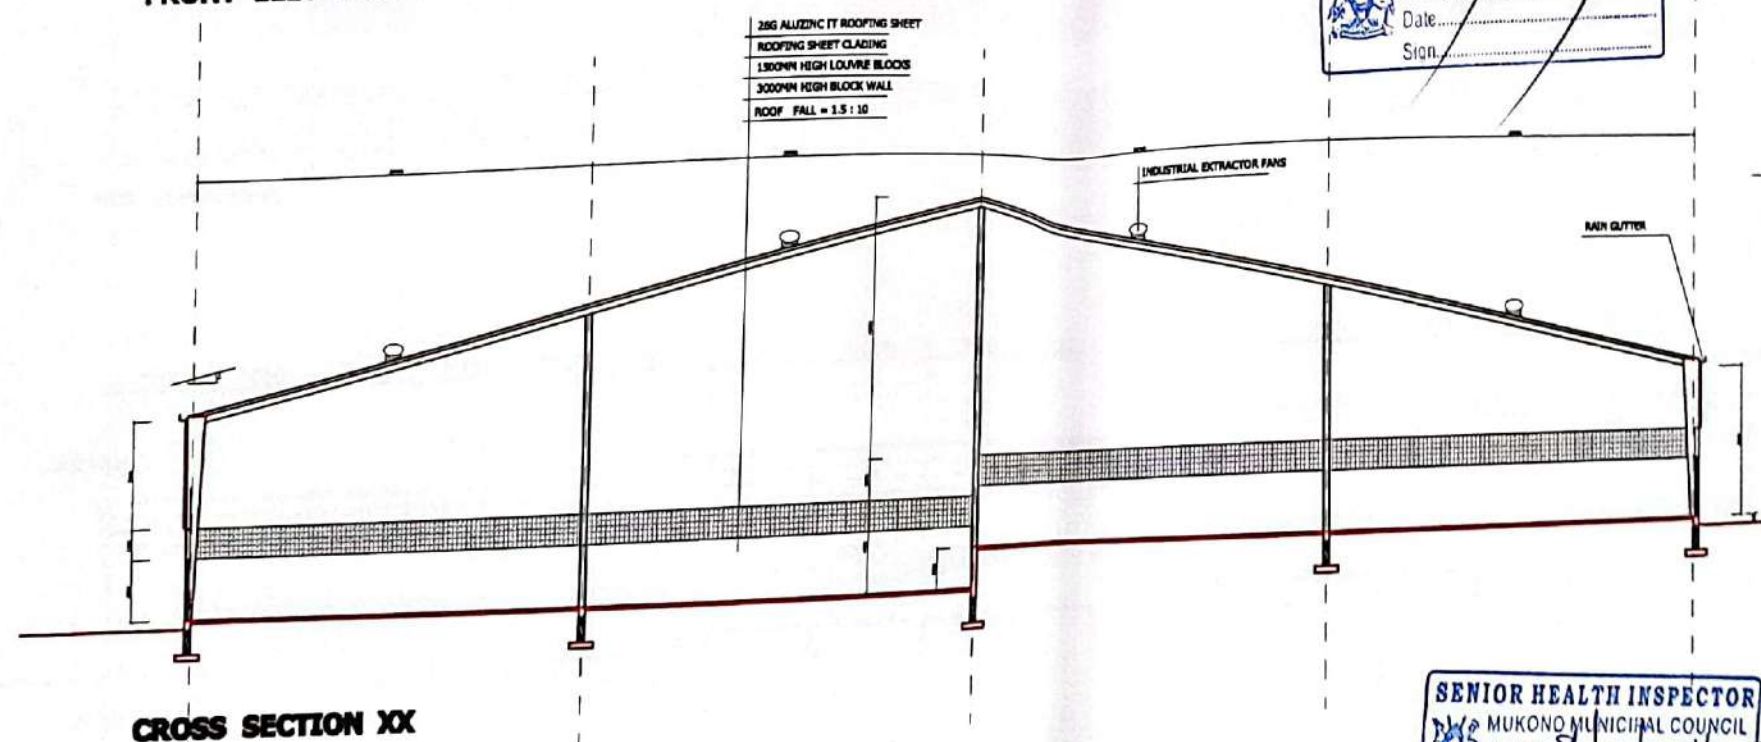 26G ALUZINC IT ROOFING SHEET
ROOFING SHEET CLADING
1500MM HIGH LOUVRE BLOCKS
3000MM HIGH BLOCK WALL
ROOF FALL = 1.5 : 10
Date
Sign
INDUSTRIAL EXTRACTOR FANS
RAIN GUTTER
CROSS SECTION XX
SENIOR HEALTH INSPECTOR
MUKONO MUNICIPAL COUNCIL